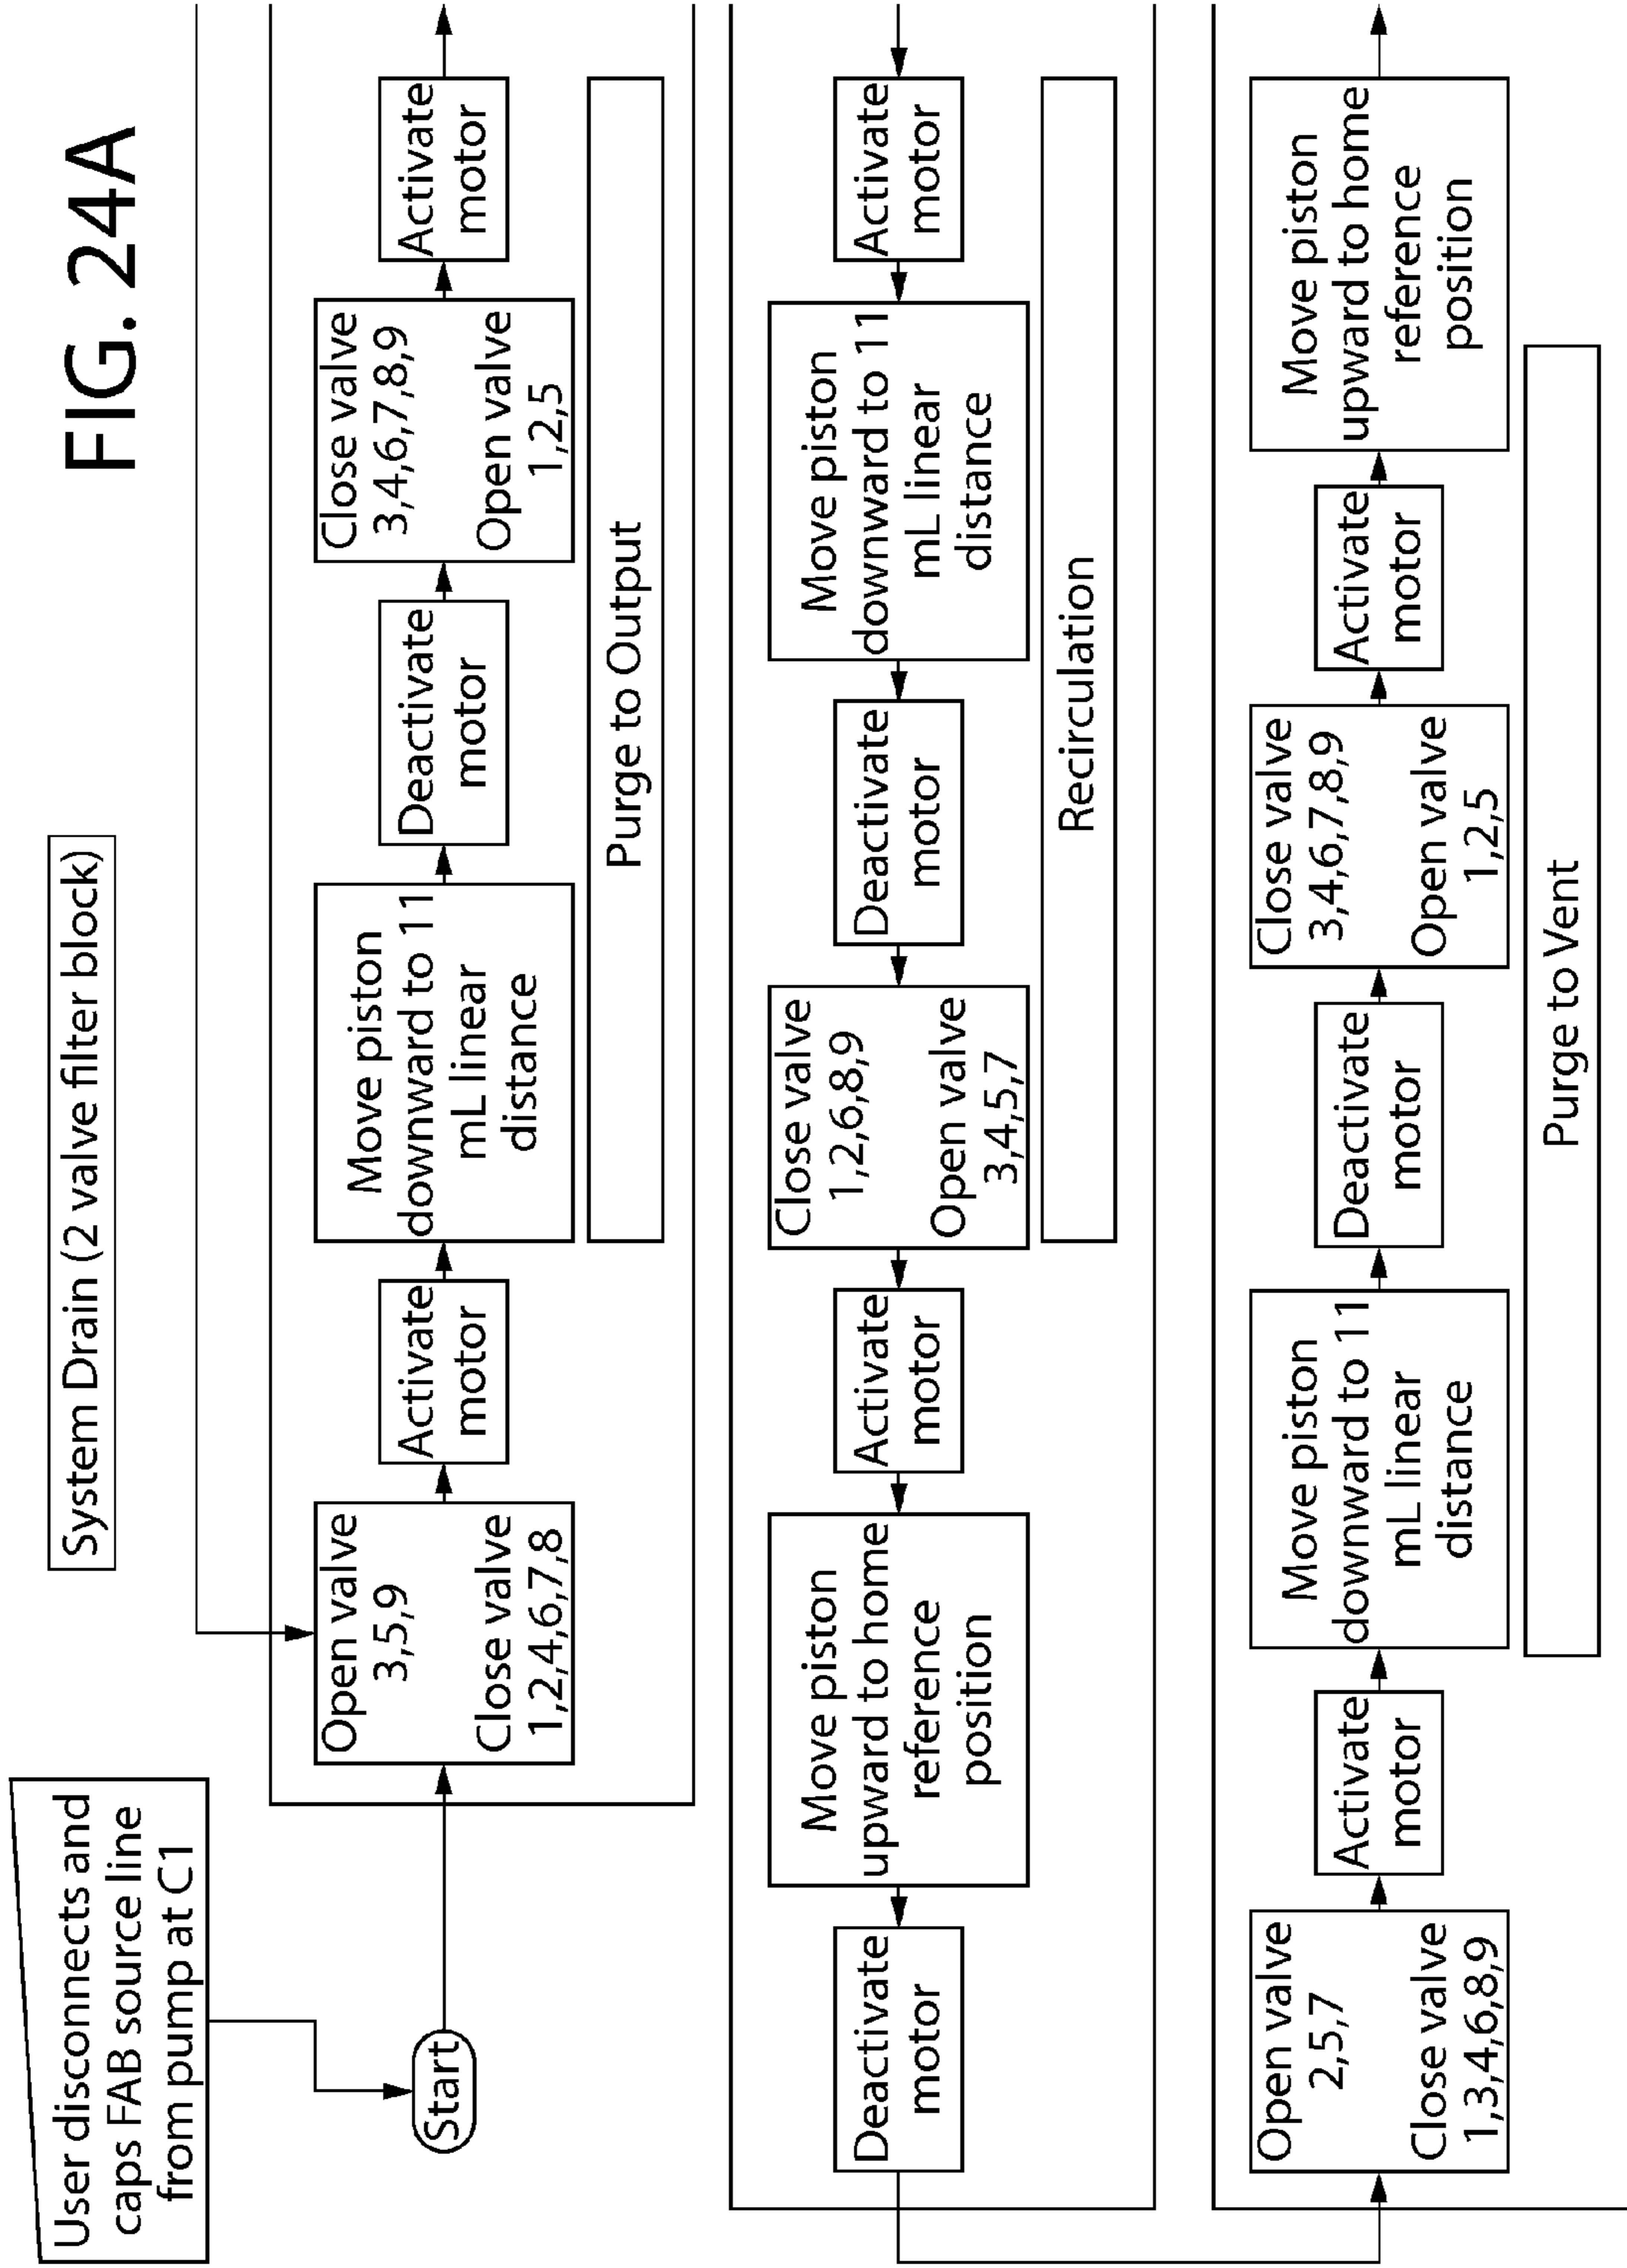 FIG. 24A
System Drain (2 valve filter block)
User disconnects and
caps FAB source line
from pump at C1
Start
Open valve
3,5,9
Close valve
1,2,4,6,7,8
Activate
motor
Move piston
downward to 11
mL linear
distance
Deactivate
motor
Close valve
3,4,6,7,8,9
Open valve
1,2,5
Activate
motor
Purge to Output
Activate
motor
Move piston
downward to 11
mL linear
distance
Deactivate
motor
Close valve
1,2,6,8,9
Open valve
3,4,5,7
Activate
motor
Move piston
upward to home
reference
position
Deactivate
motor
Recirculation
Open valve
2,5,7
Close valve
1,3,4,6,8,9
Activate
motor
Move piston
downward to 11
mL linear
distance
Deactivate
motor
Close valve
3,4,6,7,8,9
Open valve
1,2,5
Activate
motor
Move piston
upward to home
reference
position
Purge to Vent